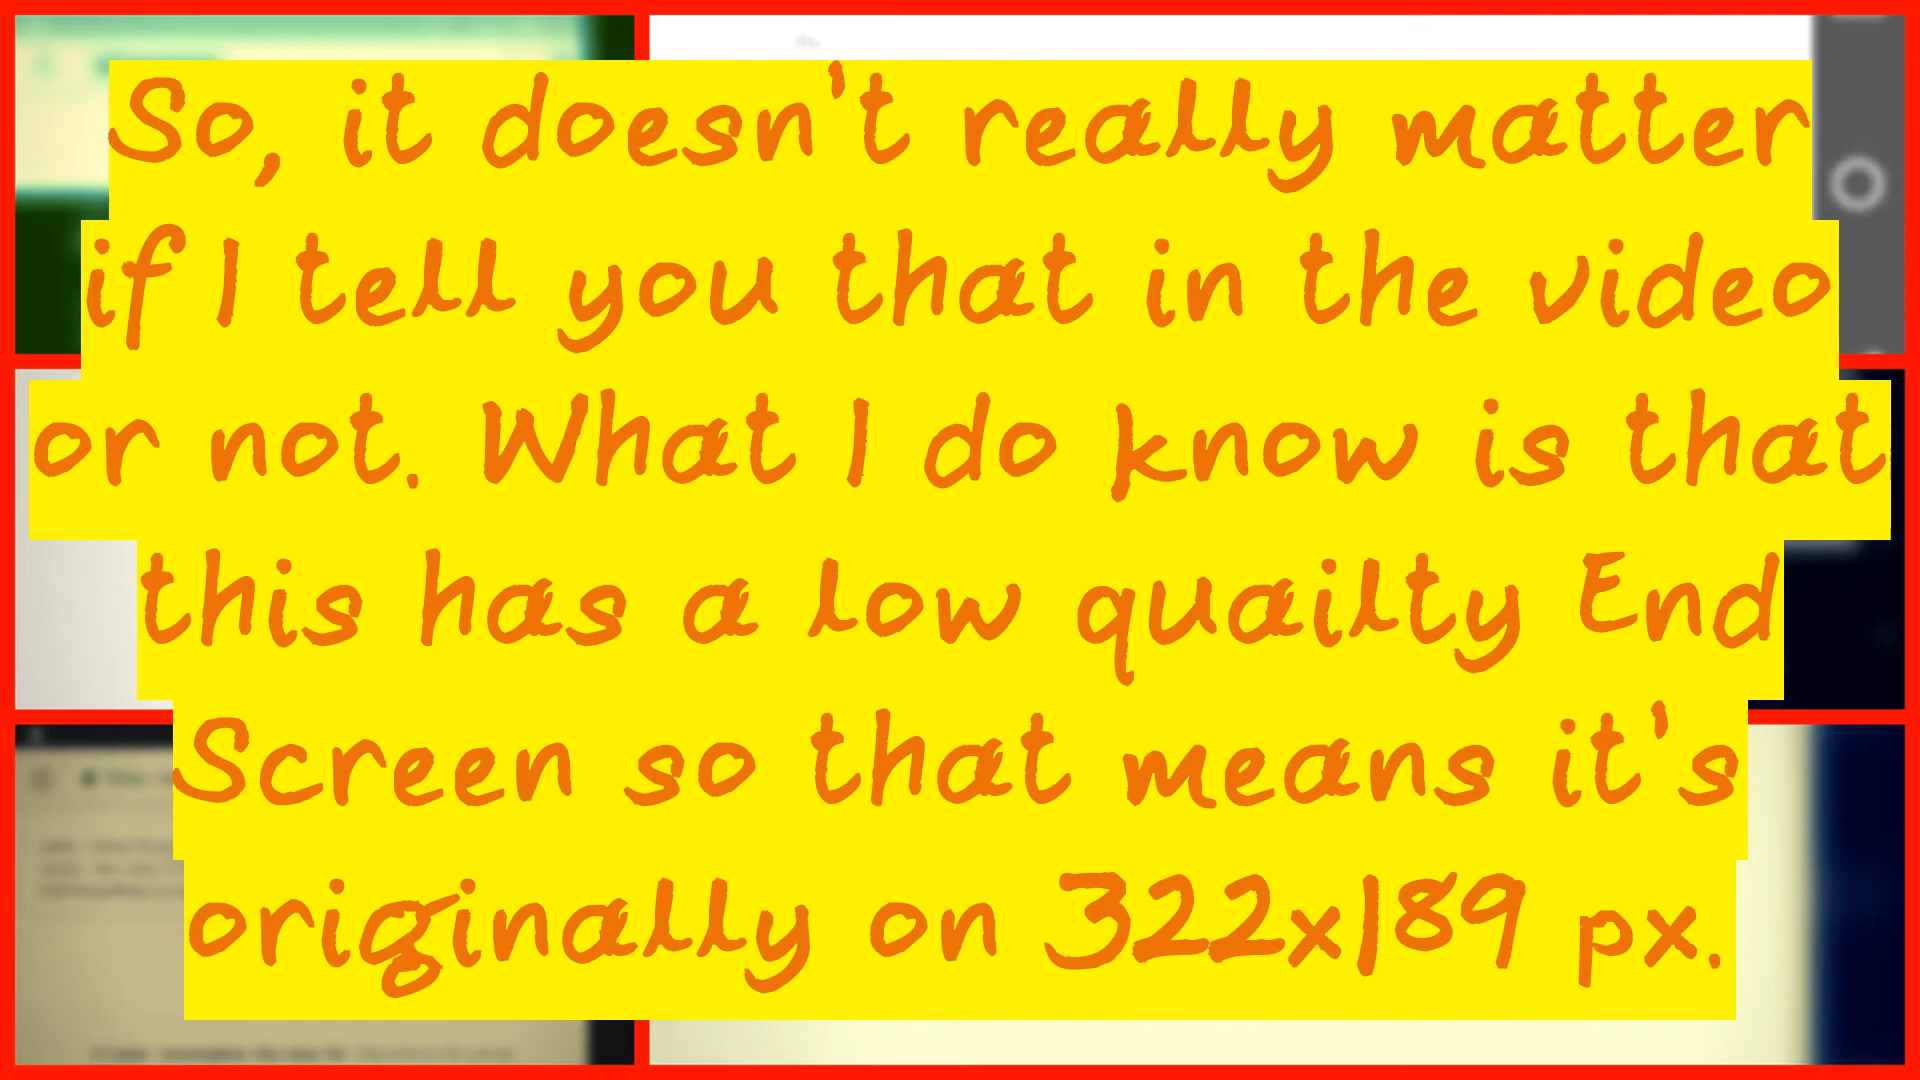 So, it doesn't really matter
if I tell you that in the video
or not. What I do know is that
this has a low quailty End
Screen so that means it's
originally on 322x189 px.